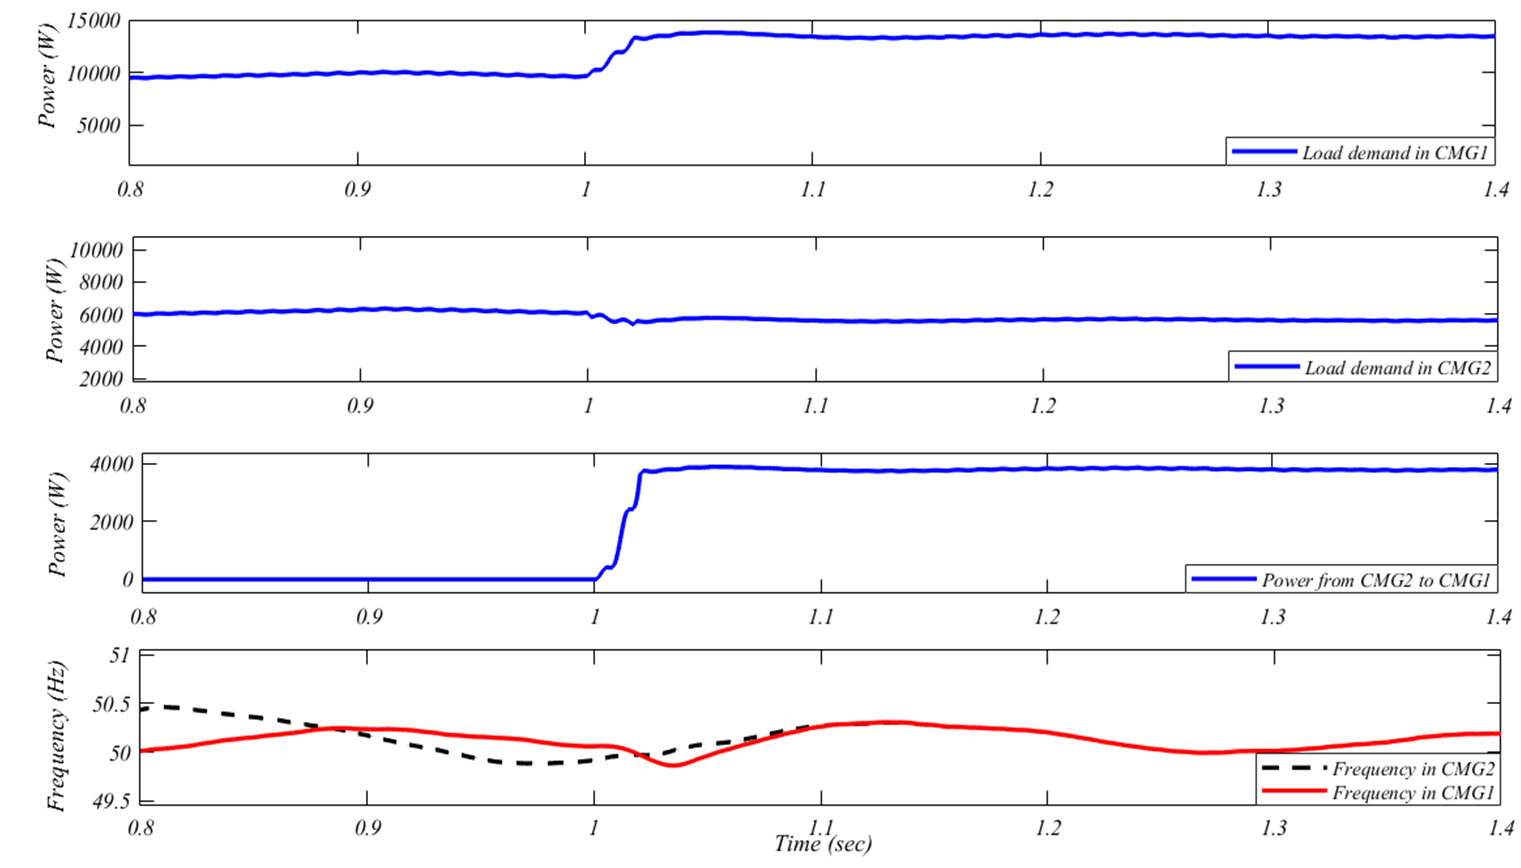 15000
10000
5000
Power (W)
Load demand in CMG1
0.8 0.9 1 1.1 1.2 1.3 1.4
10000
8000
6000
4000
2000
Power (W)
Load demand in CMG2
0.8 0.9 1 1.1 1.2 1.3 1.4
4000
2000
0
Power (W)
Power from CMG2 to CMG1
0.8 0.9 1 1.1 1.2 1.3 1.4
51
50.5
50
49.5
Frequency (Hz)
Frequency in CMG2
Frequency in CMG1
0.8 0.9 1 1.1 1.2 1.3 1.4
Time (sec)